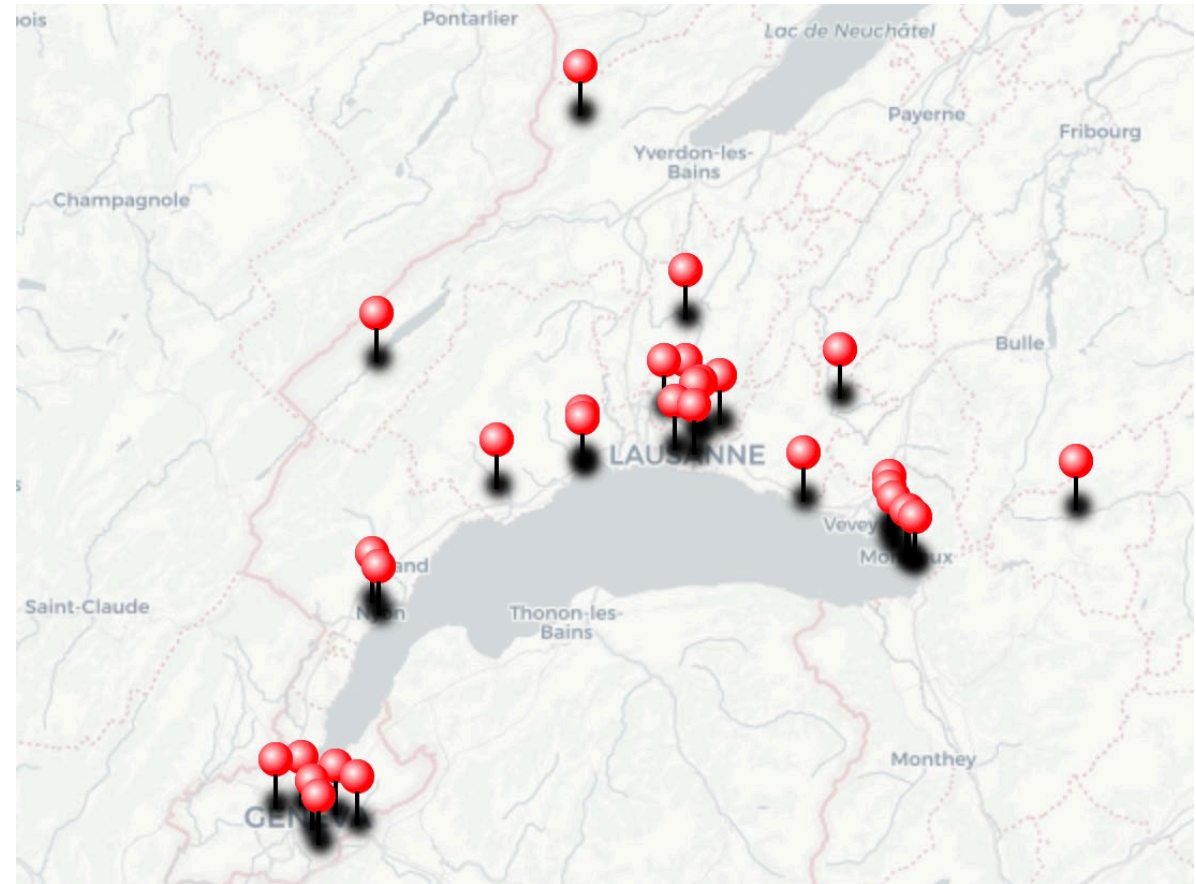 Pontarlier
Lac de Neuchâtel
Payerne
Fribourg
Yverdon-les-
Bains
Champagnole
Bulle
LAUSANNE
Vevey
Saint-Claude
Thonon-les-
Bains
Monthey